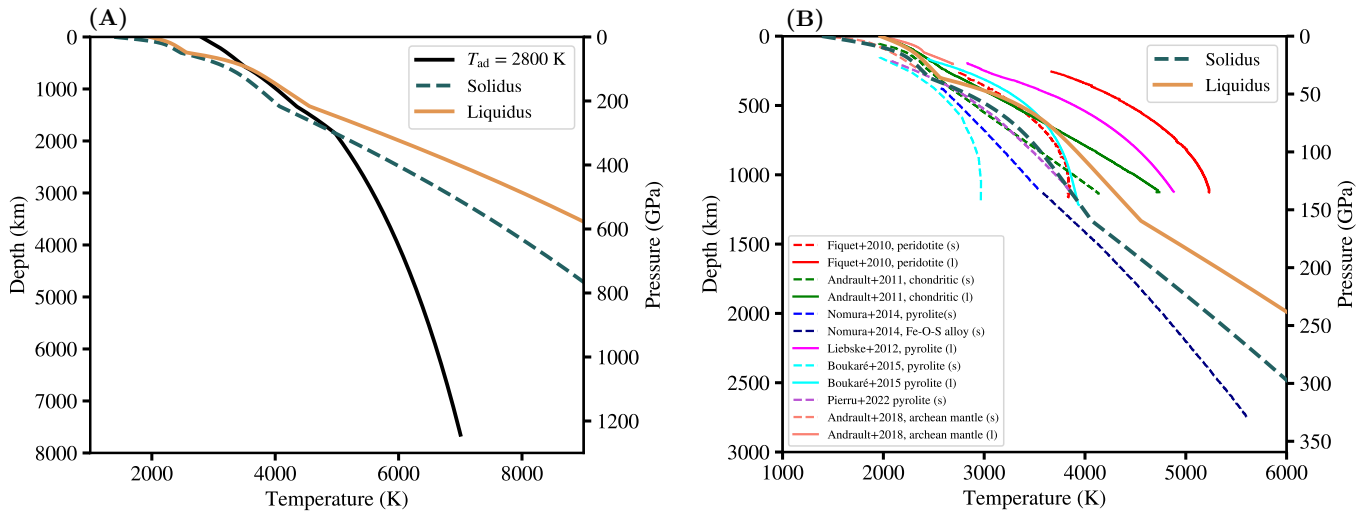 (A)
0
1000
2000
3000
4000
5000
6000
7000
8000
Depth (km)
2000 4000 6000 8000
Temperature (K)
0
200
400
600
800
1000
1200
Pressure (GPa)
T_ad = 2800 K
Solidus
Liquidus
(B)
0
500
1000
1500
2000
2500
3000
Depth (km)
1000 2000 3000 4000 5000 6000
Temperature (K)
0
50
100
150
200
250
300
350
Pressure (GPa)
Solidus
Liquidus
Fiquet+2010, peridotite (s)
Fiquet+2010, peridotite (l)
Andrault+2011, chondritic (s)
Andrault+2011, chondritic (l)
Nomura+2014, pyrolite(s)
Nomura+2014, Fe-O-S alloy (s)
Liebske+2012, pyrolite (l)
Boukaré+2015, pyrolite (s)
Boukaré+2015 pyrolite (l)
Pierru+2022 pyrolite (s)
Andrault+2018, archean mantle (s)
Andrault+2018, archean mantle (l)